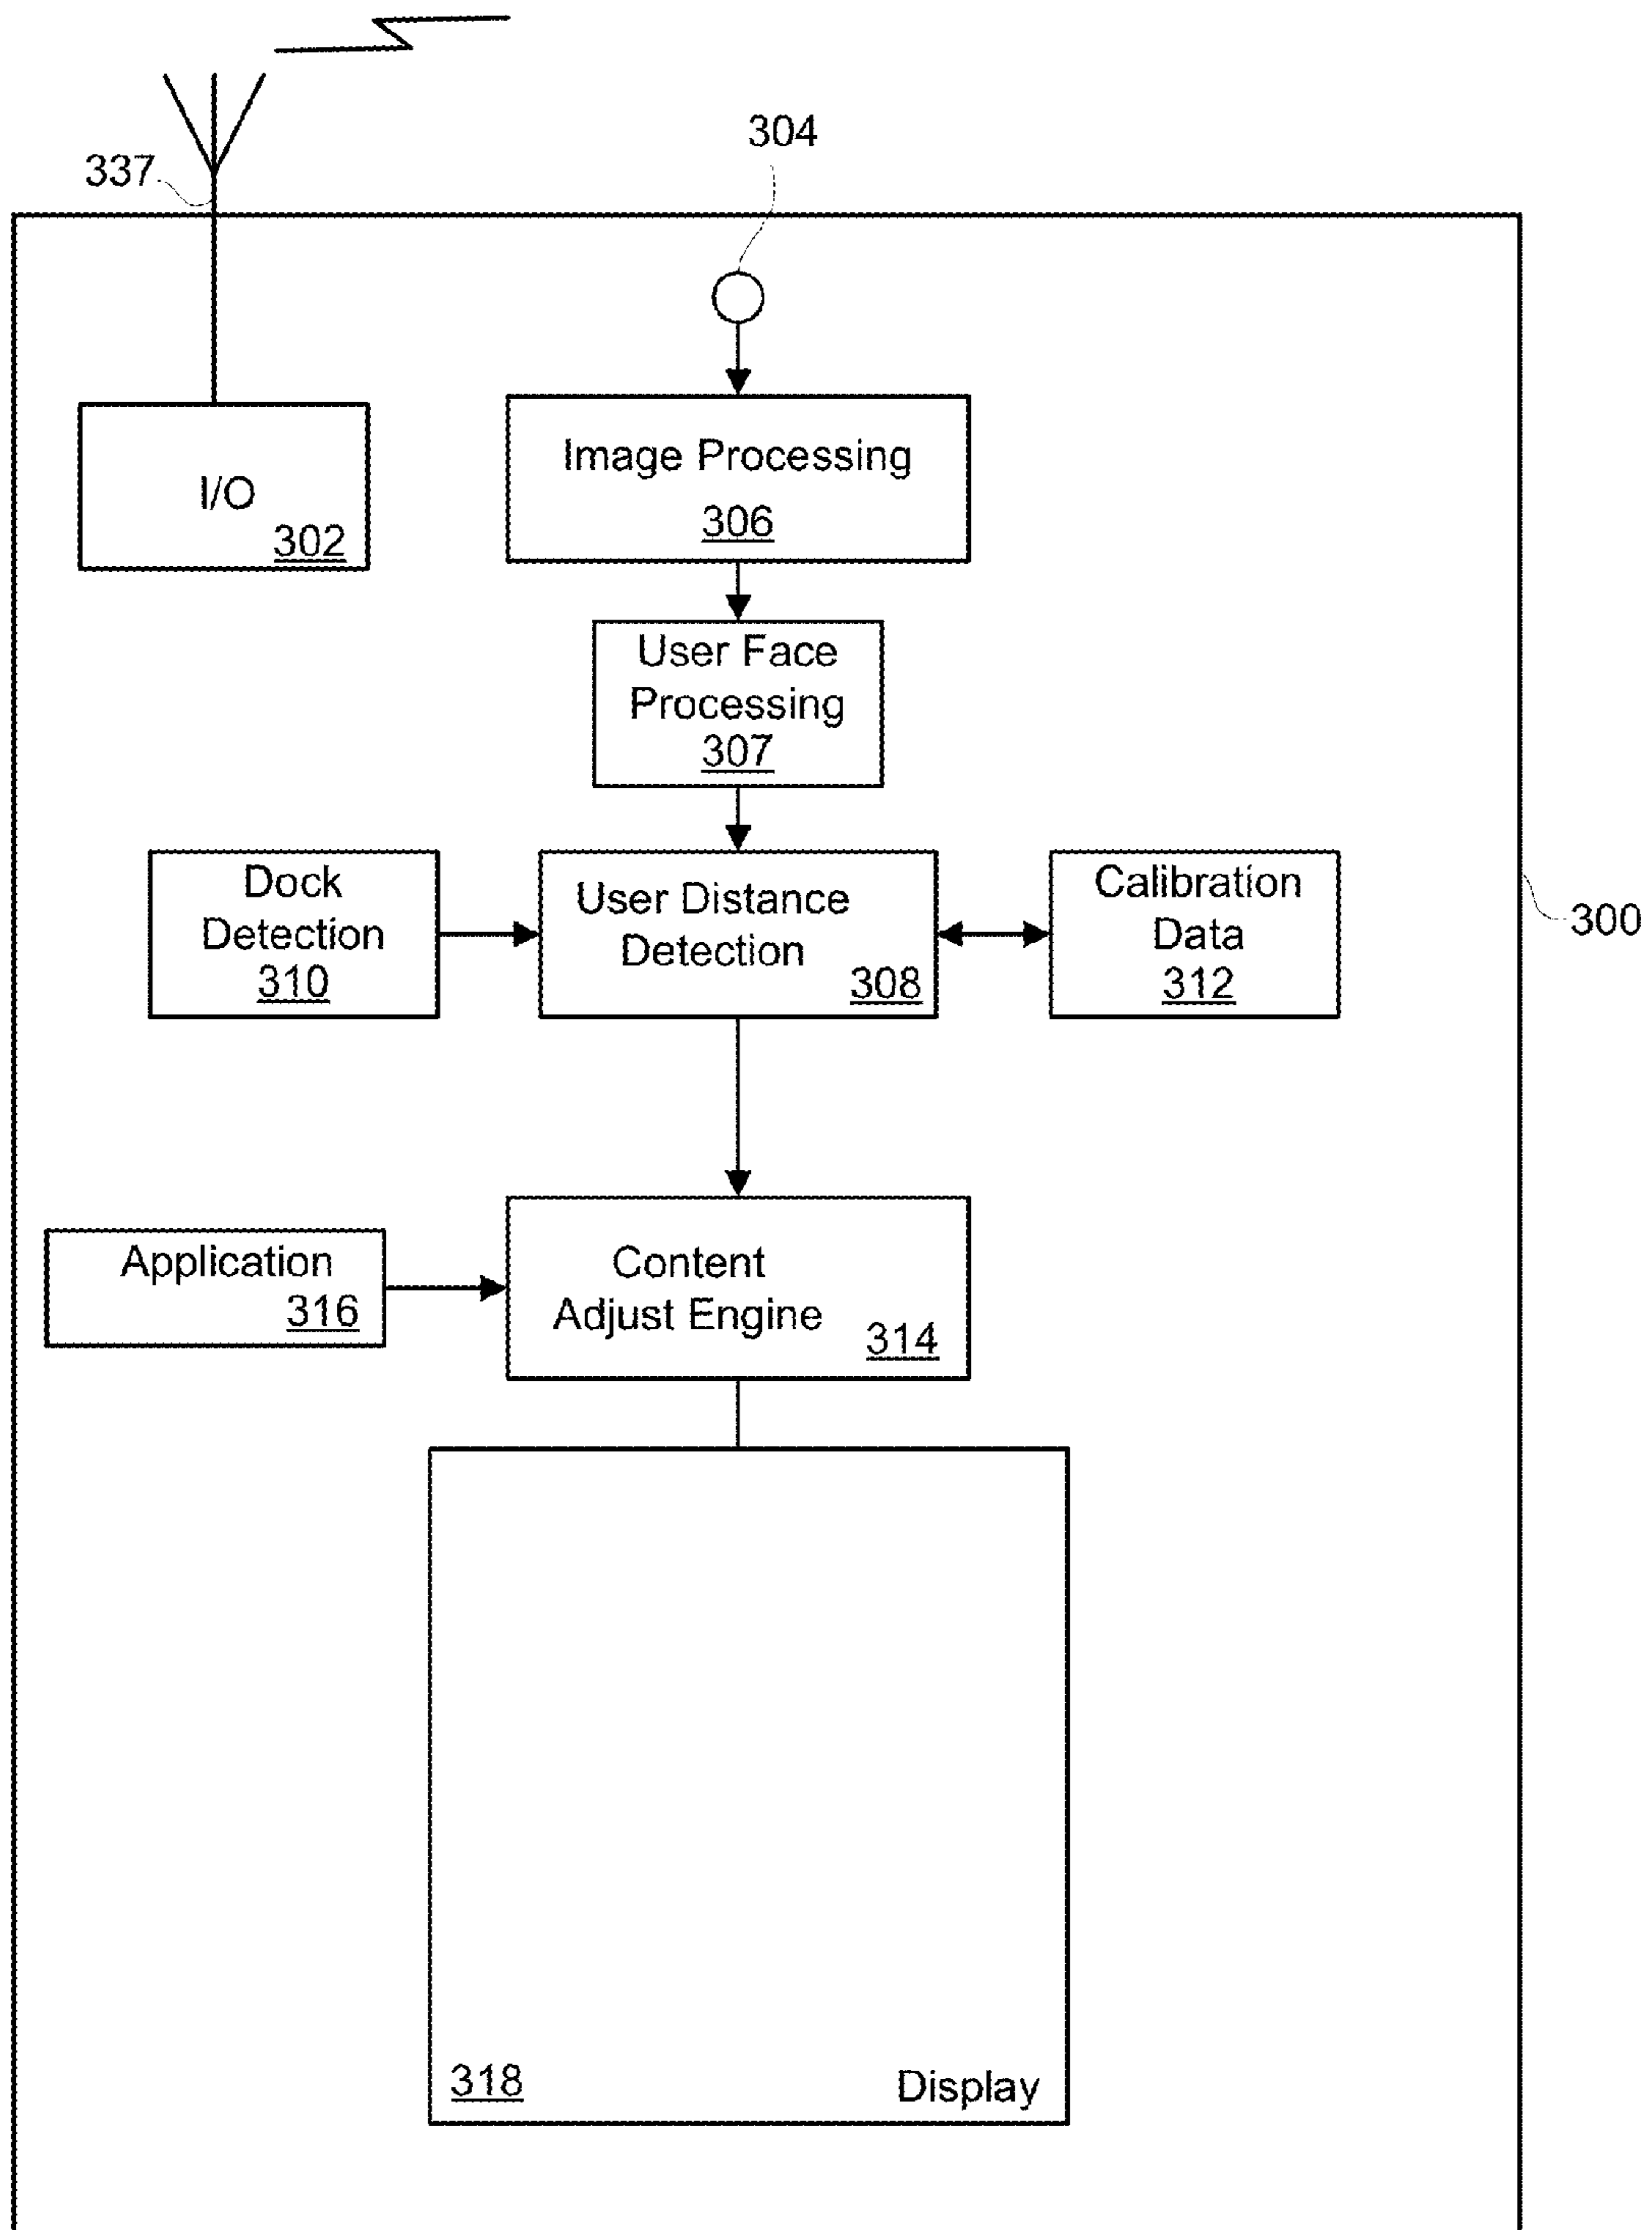 304
337
Image Processing
306
I/O
302
User Face
Processing
307
Dock
Detection
310
User Distance
Detection
308
Calibration
Data
312
300
Application
316
Content
Adjust Engine
314
318
Display